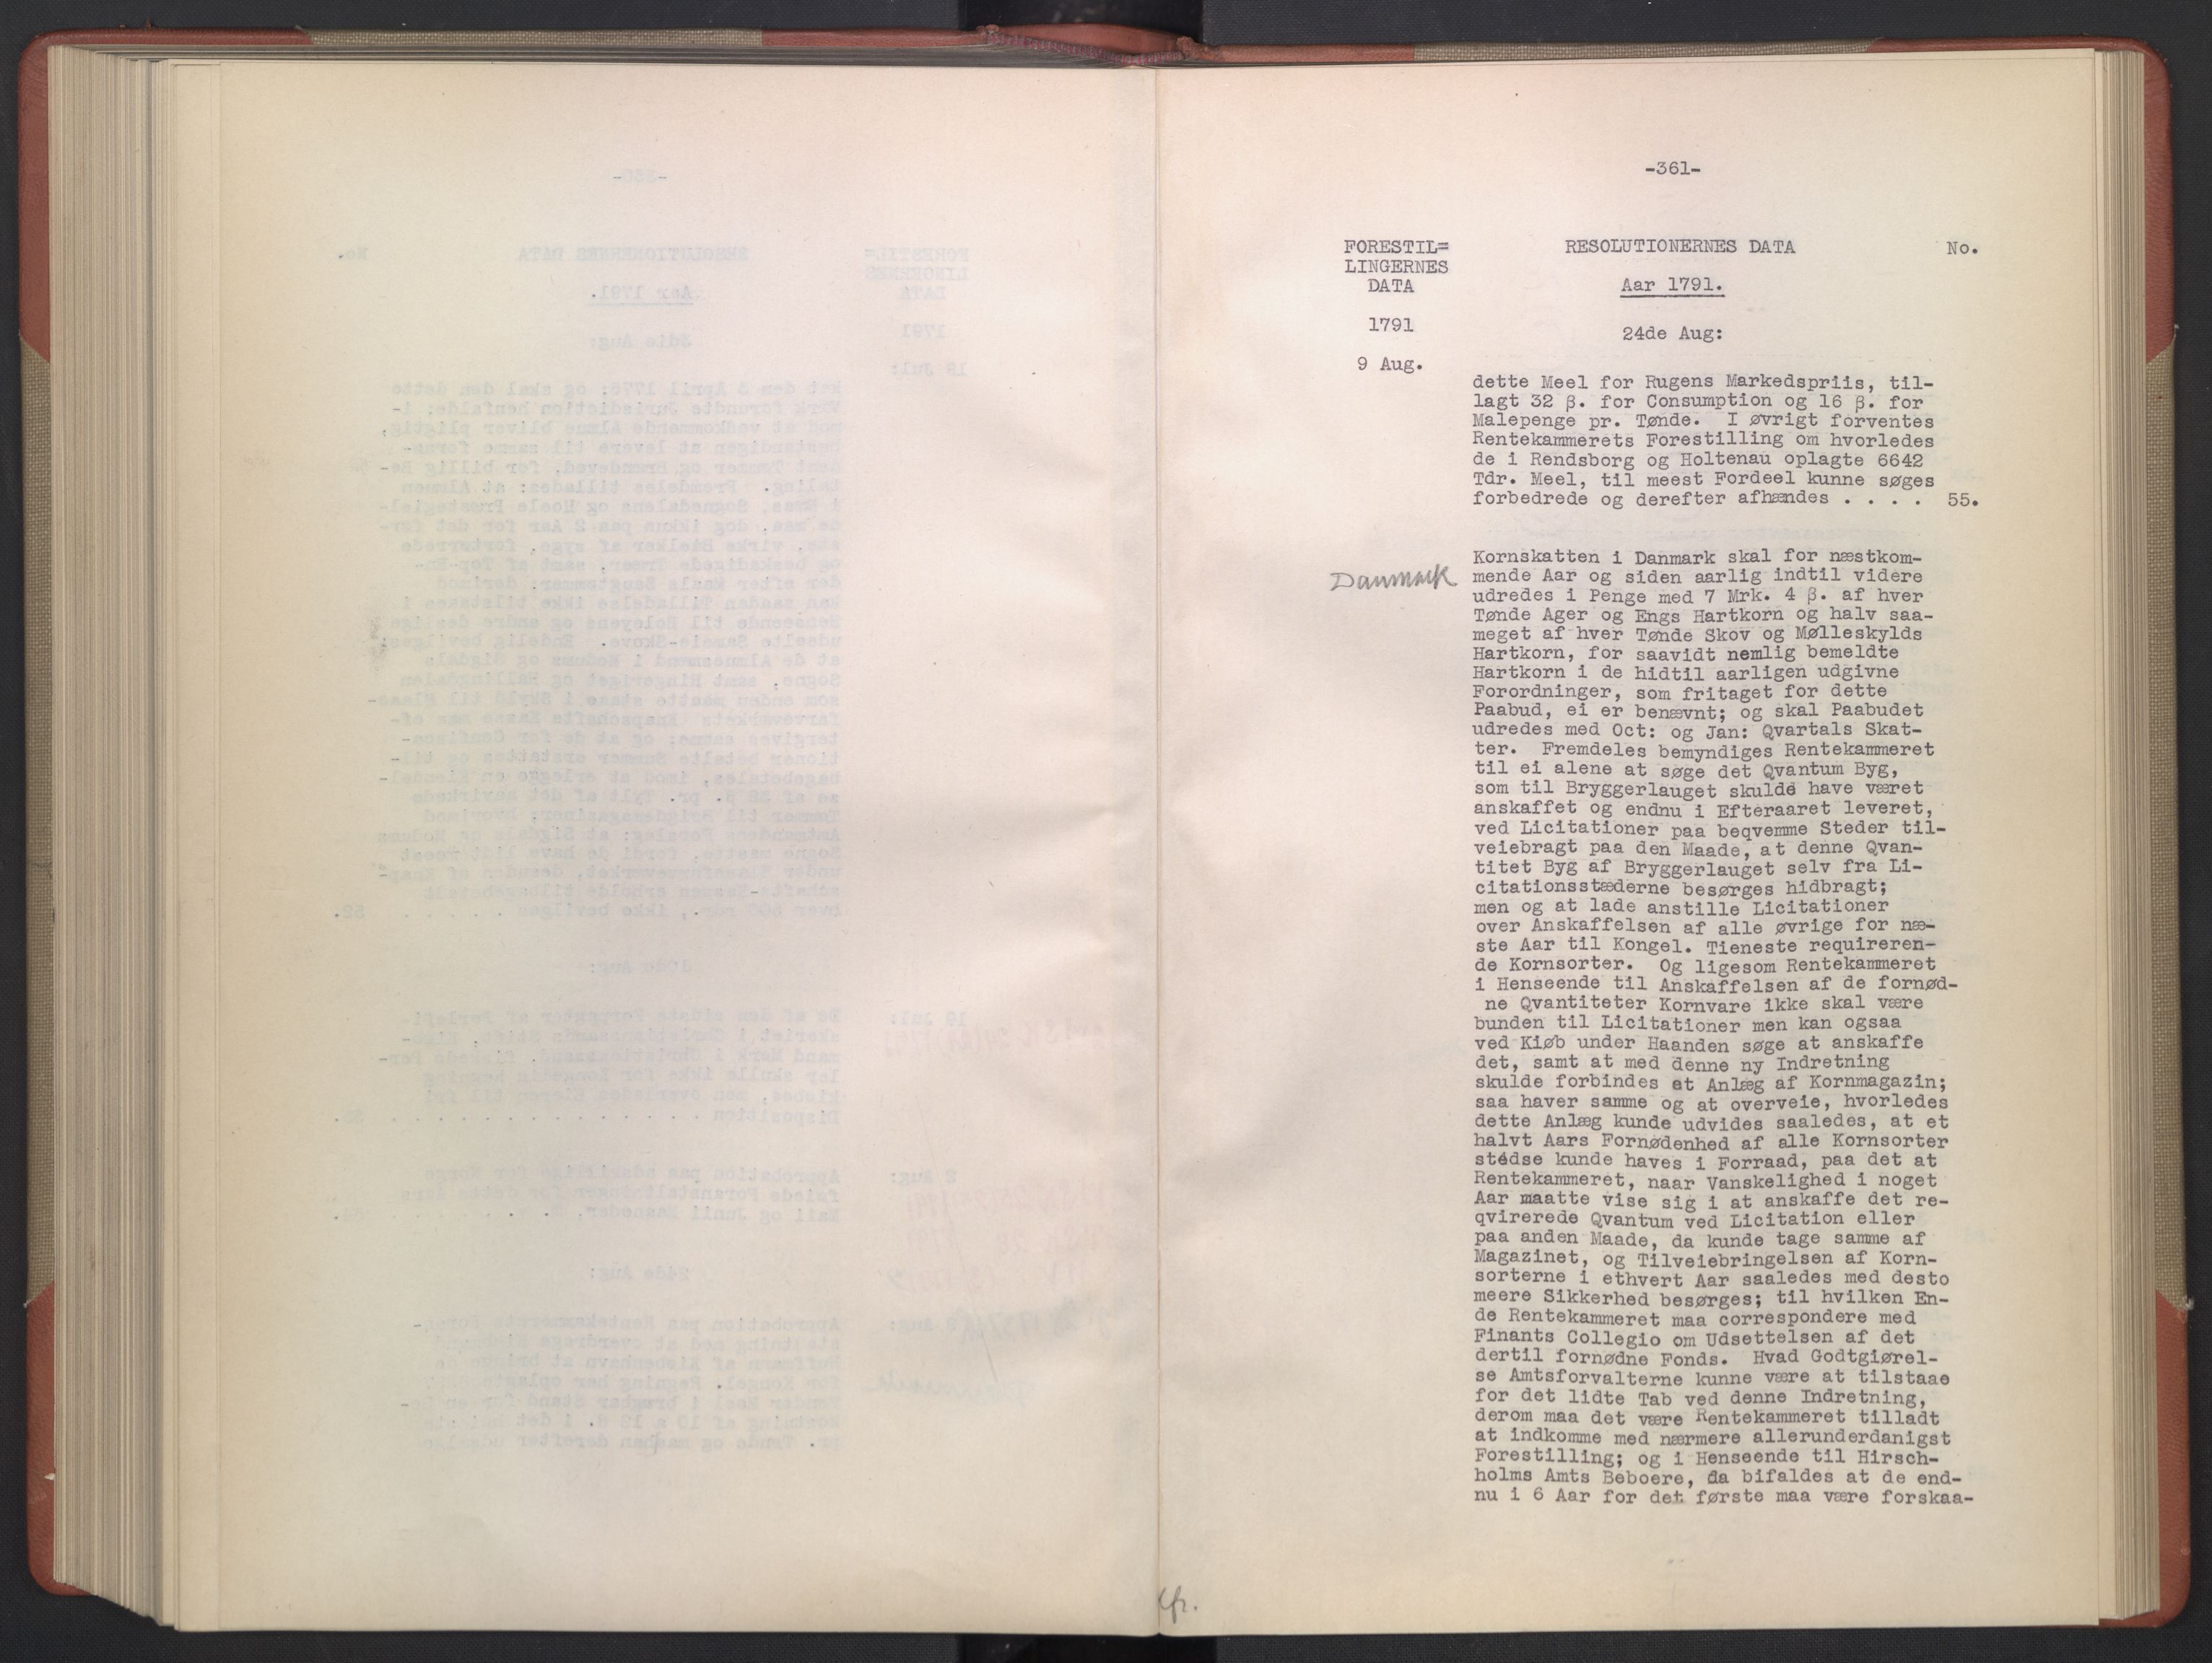 -361-
FORESTIL=
LINGERNES
DATA
RESOLUTIONERNES DATA
No.
Aar 1791.
1791
24de Aug:
9 Aug.
dette Meel for Rugens Markedspriis, til-
lagt 32 β. for Consumption og 16 β. for
Malepenge pr. Tønde. I øvrigt forventes
Rentekammerets Forestilling om hvorledes
de i Rendsborg og Holtenau oplagte 6642
Tdr. Meel, til meest Fordeel kunne søges
forbedrede og derefter afhændes . . . . 55.
Danmark
Kornskatten i Danmark skal for næstkom-
mende Aar og siden aarlig indtil videre
udredes i Penge med 7 Mrk. 4 β. af hver
Tønde Ager og Engs Hartkorn og halv saa-
meget af hver Tønde Skov og Mølleskylds
Hartkorn, for saavidt nemlig bemeldte
Hartkorn i de hidtil aarligen udgivne
Forordninger, som fritaget for dette
Paabud, ei er benævnt; og skal Paabudet
udredes med Oct: og Jan: Qvartals Skat-
ter. Fremdeles bemyndiges Rentekammeret
til ei alene at søge det Qvantum Byg,
som til Bryggerlauget skulde have været
anskaffet og endnu i Efteraaret leveret,
ved Licitationer paa beqvemme Steder til-
veiebragt paa den Maade, at denne Qvan-
titet Byg af Bryggerlauget selv fra Li-
citationsstæderne besørges hidbragt;
men og at lade anstille Licitationer
over Anskaffelsen af alle øvrige for næ-
ste Aar til Kongel. Tieneste requireren-
de Kornsorter. Og ligesom Rentekammeret
i Henseende til Anskaffelsen af de fornød-
ne Qvantiteter Kornvare ikke skal være
bunden til Licitationer men kan ogsaa
ved Kiøb under Haanden søge at anskaffe
det, samt at med denne ny Indretning
skulde forbindes et Anlæg af Kornmagazin;
saa haver samme og at overveie, hvorledes
dette Anlæg kunde udvides saaledes, at et
halvt Aars Fornødenhed af alle Kornsorter
stedse kunde haves i Forraad, paa det at
Rentekammeret, naar Vanskelighed i noget
Aar maatte vise sig i at anskaffe det re-
qvirerede Qvantum ved Licitation eller
paa anden Maade, da kunde tage samme af
Magazinet, og Tilveiebringelsen af Korn-
sorterne i ethvert Aar saaledes med desto
meere Sikkerhed besørges; til hvilken En-
de Rentekammeret maa correspondere med
Finants Collegio om Udsettelsen af det
dertil fornødne Fonds. Hvad Godtgiørel-
se Amtsforvalterne kunne være at tilstaae
for det lidte Tab ved denne Indretning,
derom maa det være Rentekammeret tilladt
at indkomme med nærmere allerunderdanigst
Forestilling; og i Henseende til Hirsch-
holms Amts Beboere, da bifaldes at de end-
nu i 6 Aar for det første maa være forskaa-